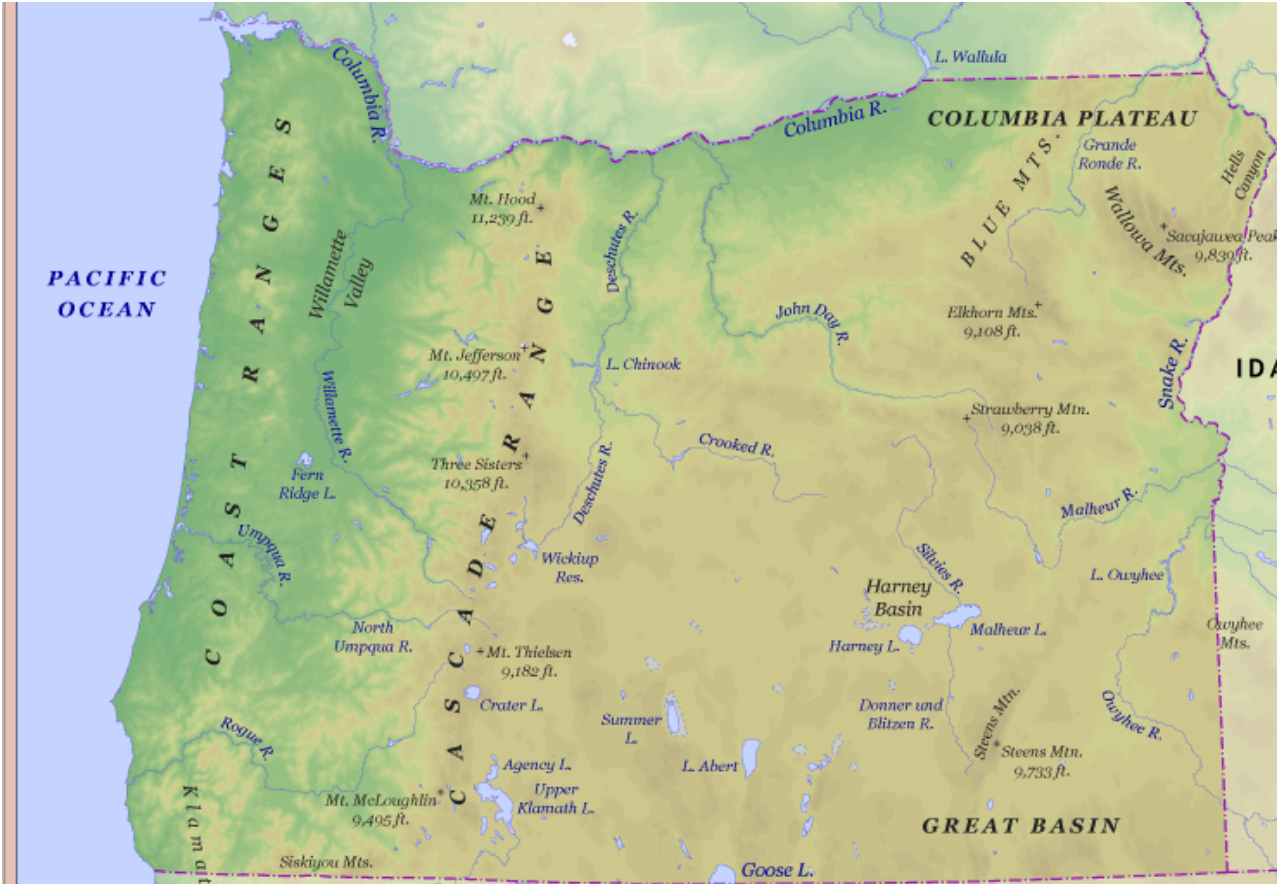 L. Wallula
Columbia R.
Columbia R.
COLUMBIA PLATEAU
Grande
Ronde R.
Hells
Canyon
BLUE MTS.
Wallowa Mts.
Sacajawea Peak
9,839 ft.
Mt. Hood
11,239 ft.
COAST RANGES
Willamette
Valley
Deschutes R.
PACIFIC
OCEAN
CASCADE RANGE
Elkhorn Mts.
9,108 ft.
John Day R.
Mt. Jefferson
10,497 ft.
L. Chinook
Snake R.
IDA
Willamette R.
Strawberry Mtn.
9,038 ft.
Crooked R.
Three Sisters
10,358 ft.
Fern
Ridge L.
Deschutes R.
Malheur R.
Umpqua R.
Wickiup
Res.
Silvies R.
L. Owyhee
Harney
Basin
North
Umpqua R.
Malheur L.
Harney L.
Owyhee
Mts.
Mt. Thielsen
9,182 ft.
Crater L.
Summer
L.
Donner und
Blitzen R.
Steens Mtn.
Owyhee R.
Rogue R.
Steens Mtn.
9,733 ft.
Agency L.
L. Abert
Upper
Klamath L.
Mt. McLoughlin
9,495 ft.
Klamat
GREAT BASIN
Siskiyou Mts.
Goose L.